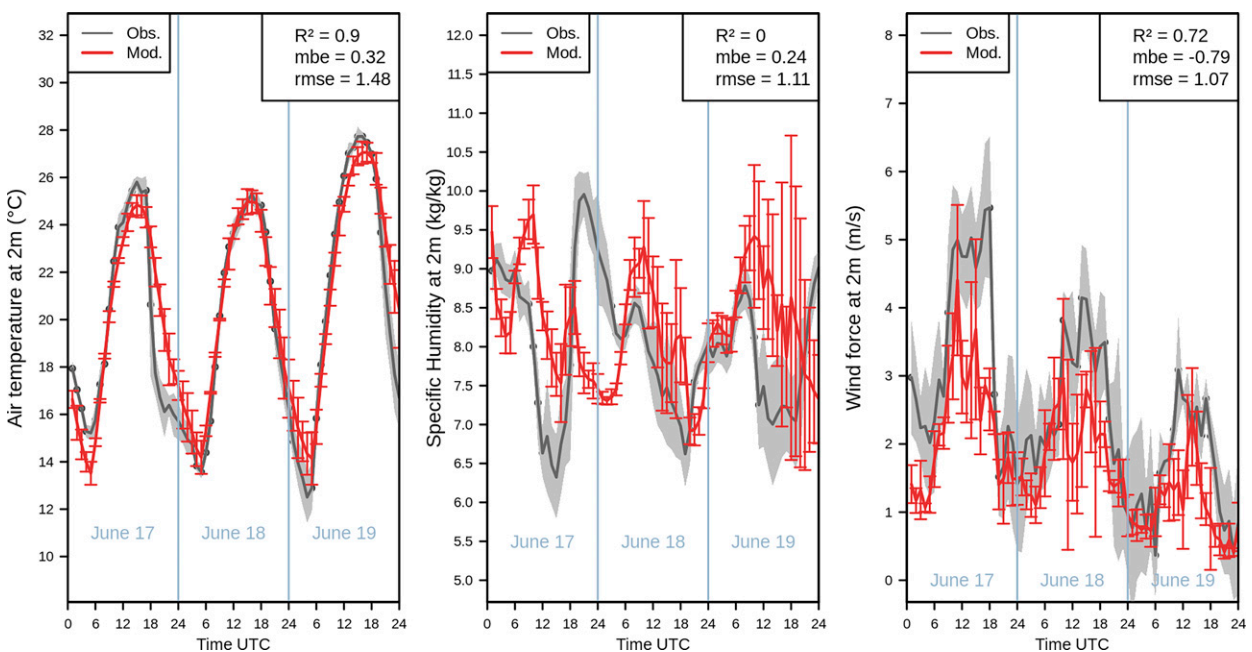 Air temperature at 2m (°C)
32
30
28
26
24
22
20
18
16
14
12
10
Obs.
Mod.
R² = 0.9
mbe = 0.32
rmse = 1.48
June 17
June 18
June 19
0 6 12 18 24 6 12 18 24 6 12 18 24
Time UTC
Specific Humidity at 2m (kg/kg)
12.0
11.5
11.0
10.5
10.0
9.5
9.0
8.5
8.0
7.5
7.0
6.5
6.0
5.5
5.0
Obs.
Mod.
R² = 0
mbe = 0.24
rmse = 1.11
June 17
June 18
June 19
0 6 12 18 24 6 12 18 24 6 12 18 24
Time UTC
Wind force at 2m (m/s)
8
7
6
5
4
3
2
1
0
Obs.
Mod.
R² = 0.72
mbe = -0.79
rmse = 1.07
June 17
June 18
June 19
0 6 12 18 24 6 12 18 24 6 12 18 24
Time UTC